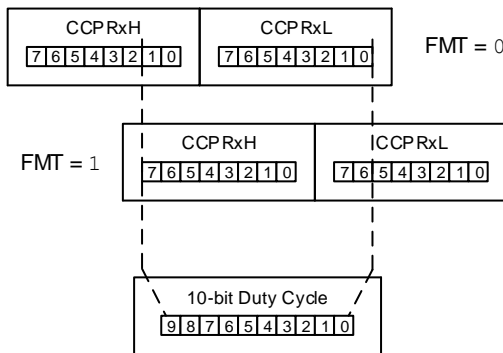 CCPRxH CCPRxL
7 6 5 4 3 2 1 0 7 6 5 4 3 2 1 0
FMT = 0
CCPRxH CCPRxL
FMT = 1
7 6 5 4 3 2 1 0 7 6 5 4 3 2 1 0
10-bit Duty Cycle
9 8 7 6 5 4 3 2 1 0